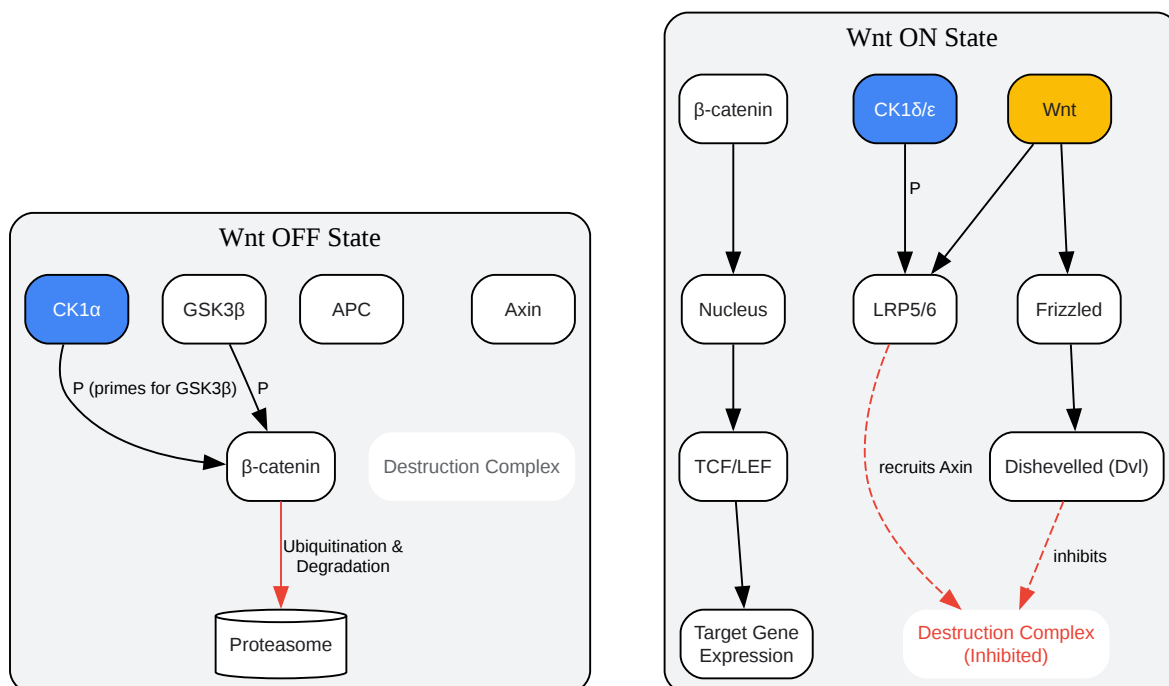 Wnt OFF State
CK1α
GSK3β
APC
Axin
P (primes for GSK3β)
P
β-catenin
Destruction Complex
Ubiquitination &
Degradation
Proteasome
Wnt ON State
β-catenin
CK1δ/ε
Wnt
P
Nucleus
LRP5/6
Frizzled
TCF/LEF
recruits Axin
Dishevelled (Dvl)
inhibits
Target Gene
Expression
Destruction Complex
(Inhibited)